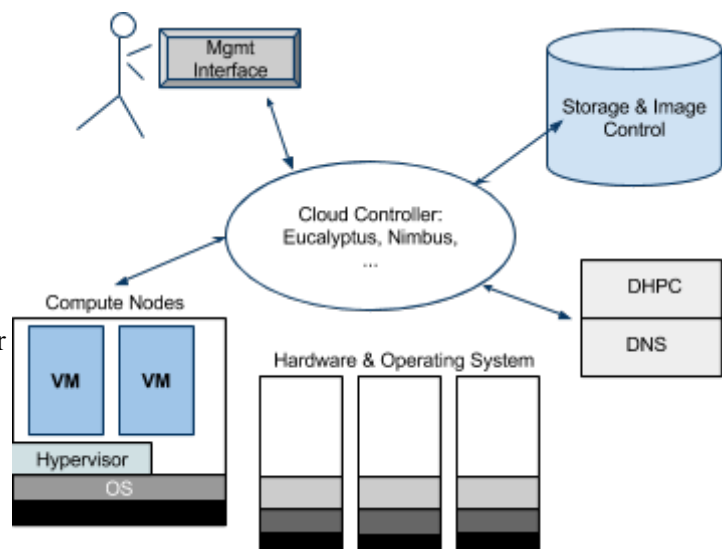 Mgmt
Interface
Storage & Image
Control
Cloud Controller:
Eucalyptus, Nimbus,
...
DHPC
DNS
Compute Nodes
r
VM
VM
Hypervisor
OS
Hardware & Operating System